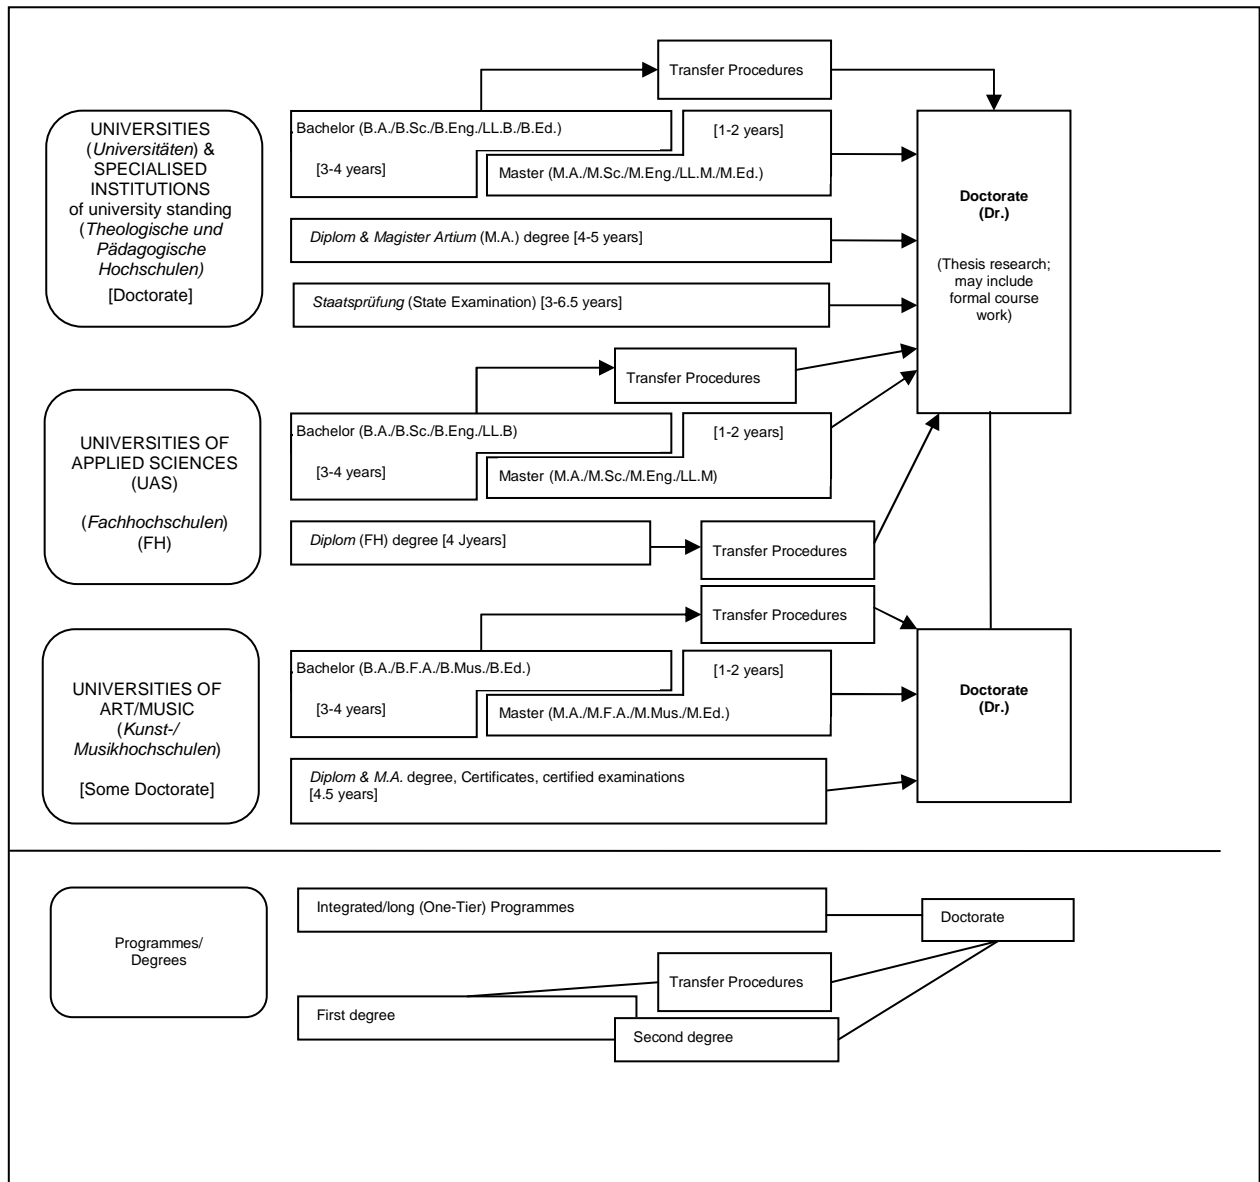 Transfer Procedures
UNIVERSITIES
(Universitäten) &
SPECIALISED
INSTITUTIONS
of university standing
(Theologische und
Pädagogische
Hochschulen)
[Doctorate]
Bachelor (B.A./B.Sc./B.Eng./LL.B./B.Ed.)
[3-4 years]
[1-2 years]
Master (M.A./M.Sc./M.Eng./LL.M./M.Ed.)
Diplom & Magister Artium (M.A.) degree [4-5 years]
Staatsprüfung (State Examination) [3-6.5 years]
Doctorate
(Dr.)
(Thesis research;
may include
formal course
work)
Transfer Procedures
UNIVERSITIES OF
APPLIED SCIENCES
(UAS)
(Fachhochschulen)
(FH)
Bachelor (B.A./B.Sc./B.Eng./LL.B)
[3-4 years]
[1-2 years]
Master (M.A./M.Sc./M.Eng./LL.M)
Diplom (FH) degree [4 Jyears]
Transfer Procedures
Transfer Procedures
UNIVERSITIES OF
ART/MUSIC
(Kunst-/
Musikhochschulen)
[Some Doctorate]
Bachelor (B.A./B.F.A./B.Mus./B.Ed.)
[3-4 years]
[1-2 years]
Master (M.A./M.F.A./M.Mus./M.Ed.)
Diplom & M.A. degree, Certificates, certified examinations
[4.5 years]
Doctorate
(Dr.)
Programmes/
Degrees
Integrated/long (One-Tier) Programmes
Doctorate
Transfer Procedures
First degree
Second degree